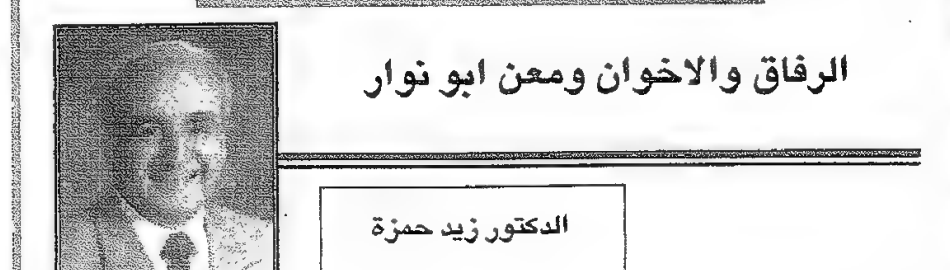 الرفاق والاخوان ومعن ابو نوار
الدكتور زيد حمزة